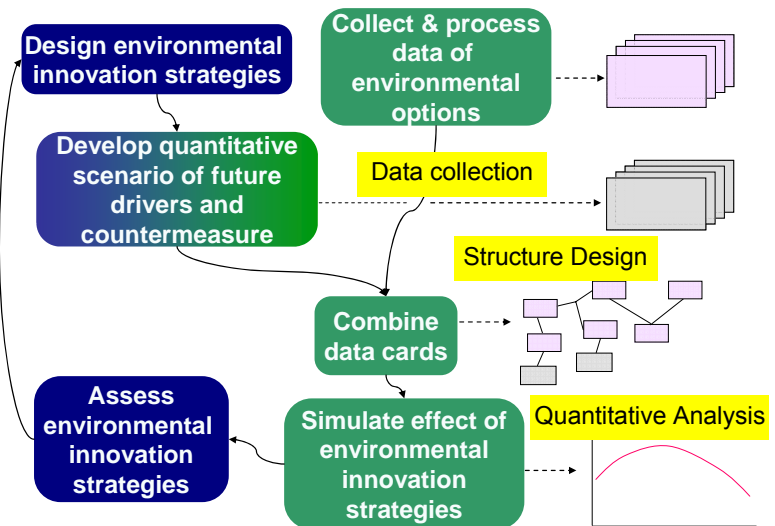 Design environmental
innovation strategies
Collect & process
data of
environmental
options
Develop quantitative
scenario of future
drivers and
countermeasure
Data collection
Structure Design
Combine
data cards
Assess
environmental
innovation
strategies
Simulate effect of
environmental
innovation
strategies
Quantitative Analysis